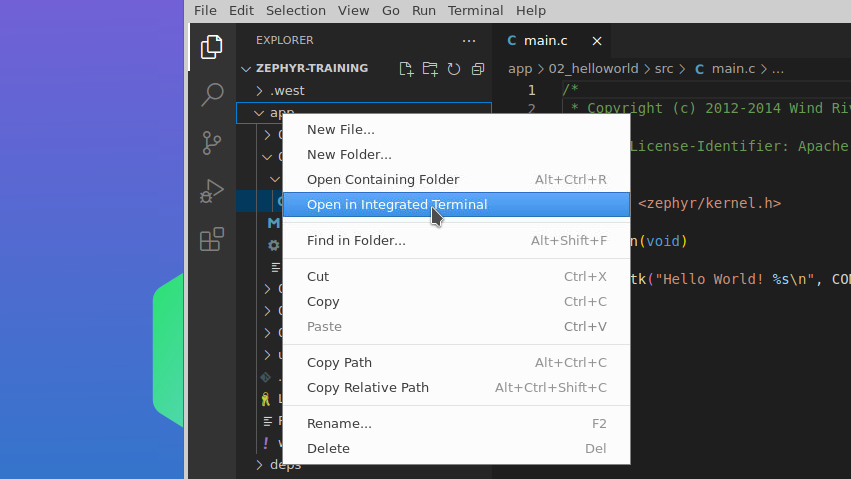 File Edit Selection View Go Run Terminal Help
EXPLORER
ZEPHYR-TRAINING
.west
app
New File...
New Folder...
Open Containing Folder Alt+Ctrl+R
Open in Integrated Terminal
Find in Folder... Alt+Shift+F
Cut Ctrl+X
Copy Ctrl+C
Paste Ctrl+V
Copy Path Alt+Ctrl+C
Copy Relative Path Alt+Ctrl+Shift+C
Rename... F2
Delete Del
deps
C main.c
app > 02_helloworld > src > C main.c > ...
1 /*
2 * Copyright (c) 2012-2014 Wind
License-Identifier: Apache
<zephyr/kernel.h>
n(void)
tk("Hello World! %s\n",